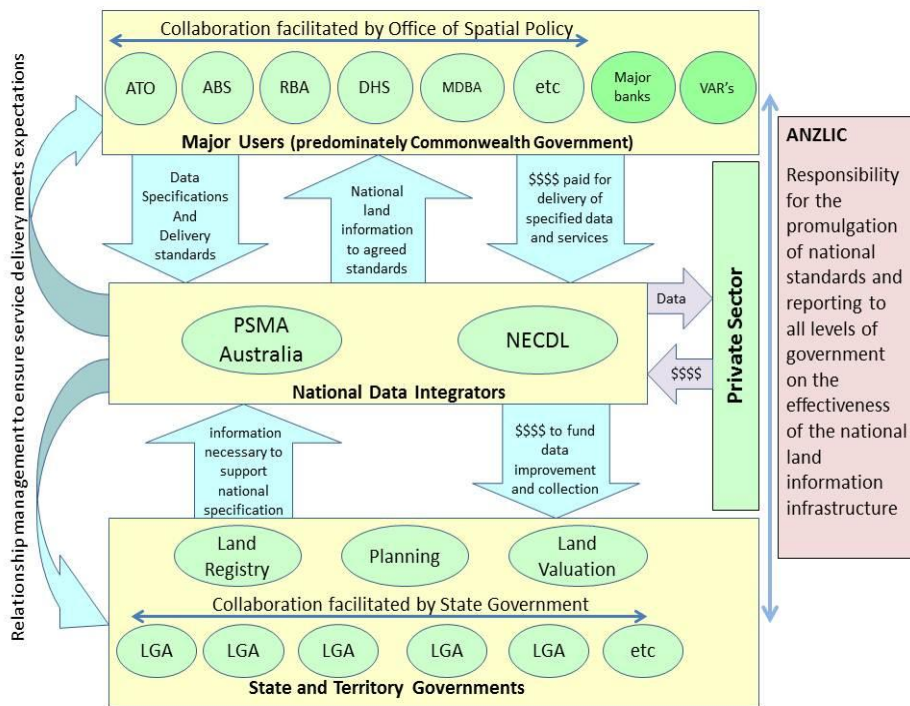 Collaboration facilitated by Office of Spatial Policy
ATO
ABS
RBA
DHS
MDBA
etc
Major
banks
VAR's
Major Users (predominately Commonwealth Government)
Relationship management to ensure service delivery meets expectations
Data
Specifications
And
Delivery
standards
National
land
information
to agreed
standards
$$$$ paid for
delivery of
specified data
and services
PSMA
Australia
NECDL
National Data Integrators
Data
$$$$
Private Sector
ANZLIC
Responsibility
for the
promulgation
of national
standards and
reporting to
all levels of
government
on the
effectiveness
of the national
land
information
infrastructure
information
necessary to
support
national
specification
$$$$ to fund
data
improvement
and collection
Land
Registry
Planning
Land
Valuation
Collaboration facilitated by State Government
LGA
LGA
LGA
LGA
LGA
etc
State and Territory Governments